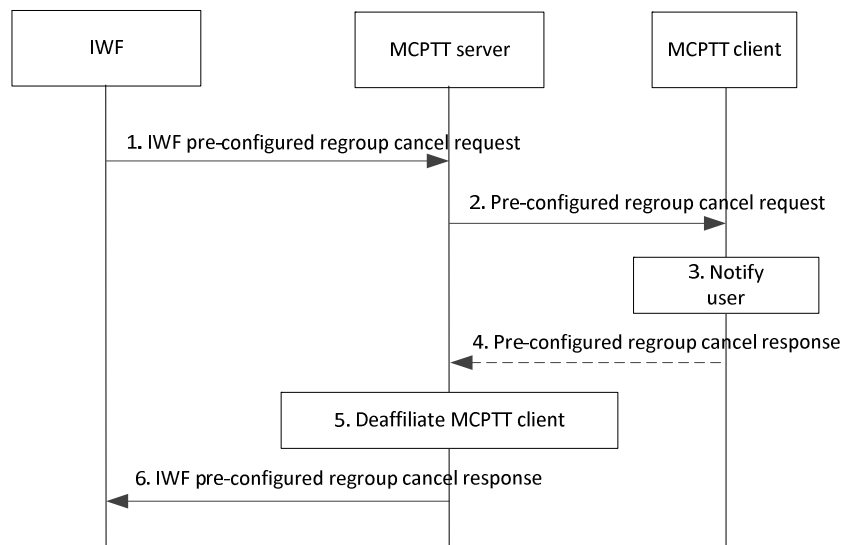 IWF
MCPTT server
MCPTT client
1. IWF pre-configured regroup cancel request
2. Pre-configured regroup cancel request
3. Notify
user
4. Pre-configured regroup cancel response
5. Deaffiliate MCPTT client
6. IWF pre-configured regroup cancel response